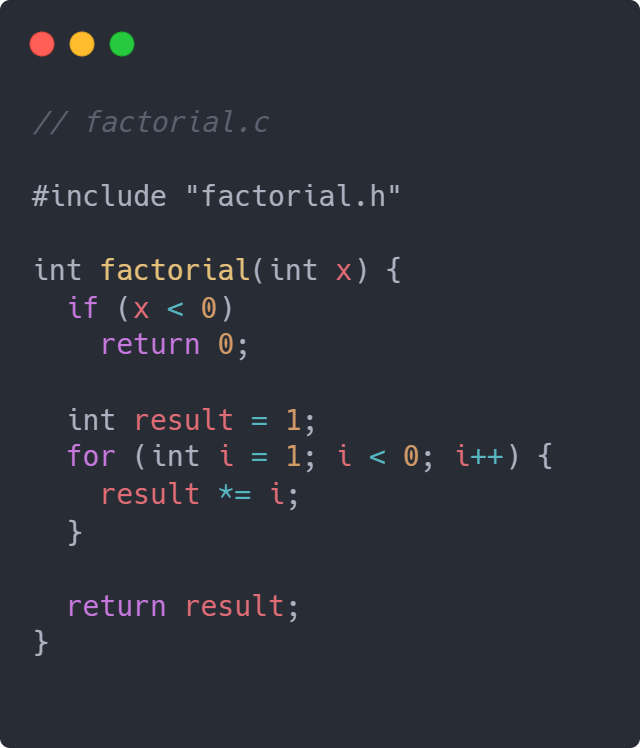 // factorial.c
#include "factorial.h"
int factorial(int x) {
  if (x < 0)
    return 0;
  int result = 1;
  for (int i = 1; i < 0; i++) {
    result *= i;
  }
  return result;
}